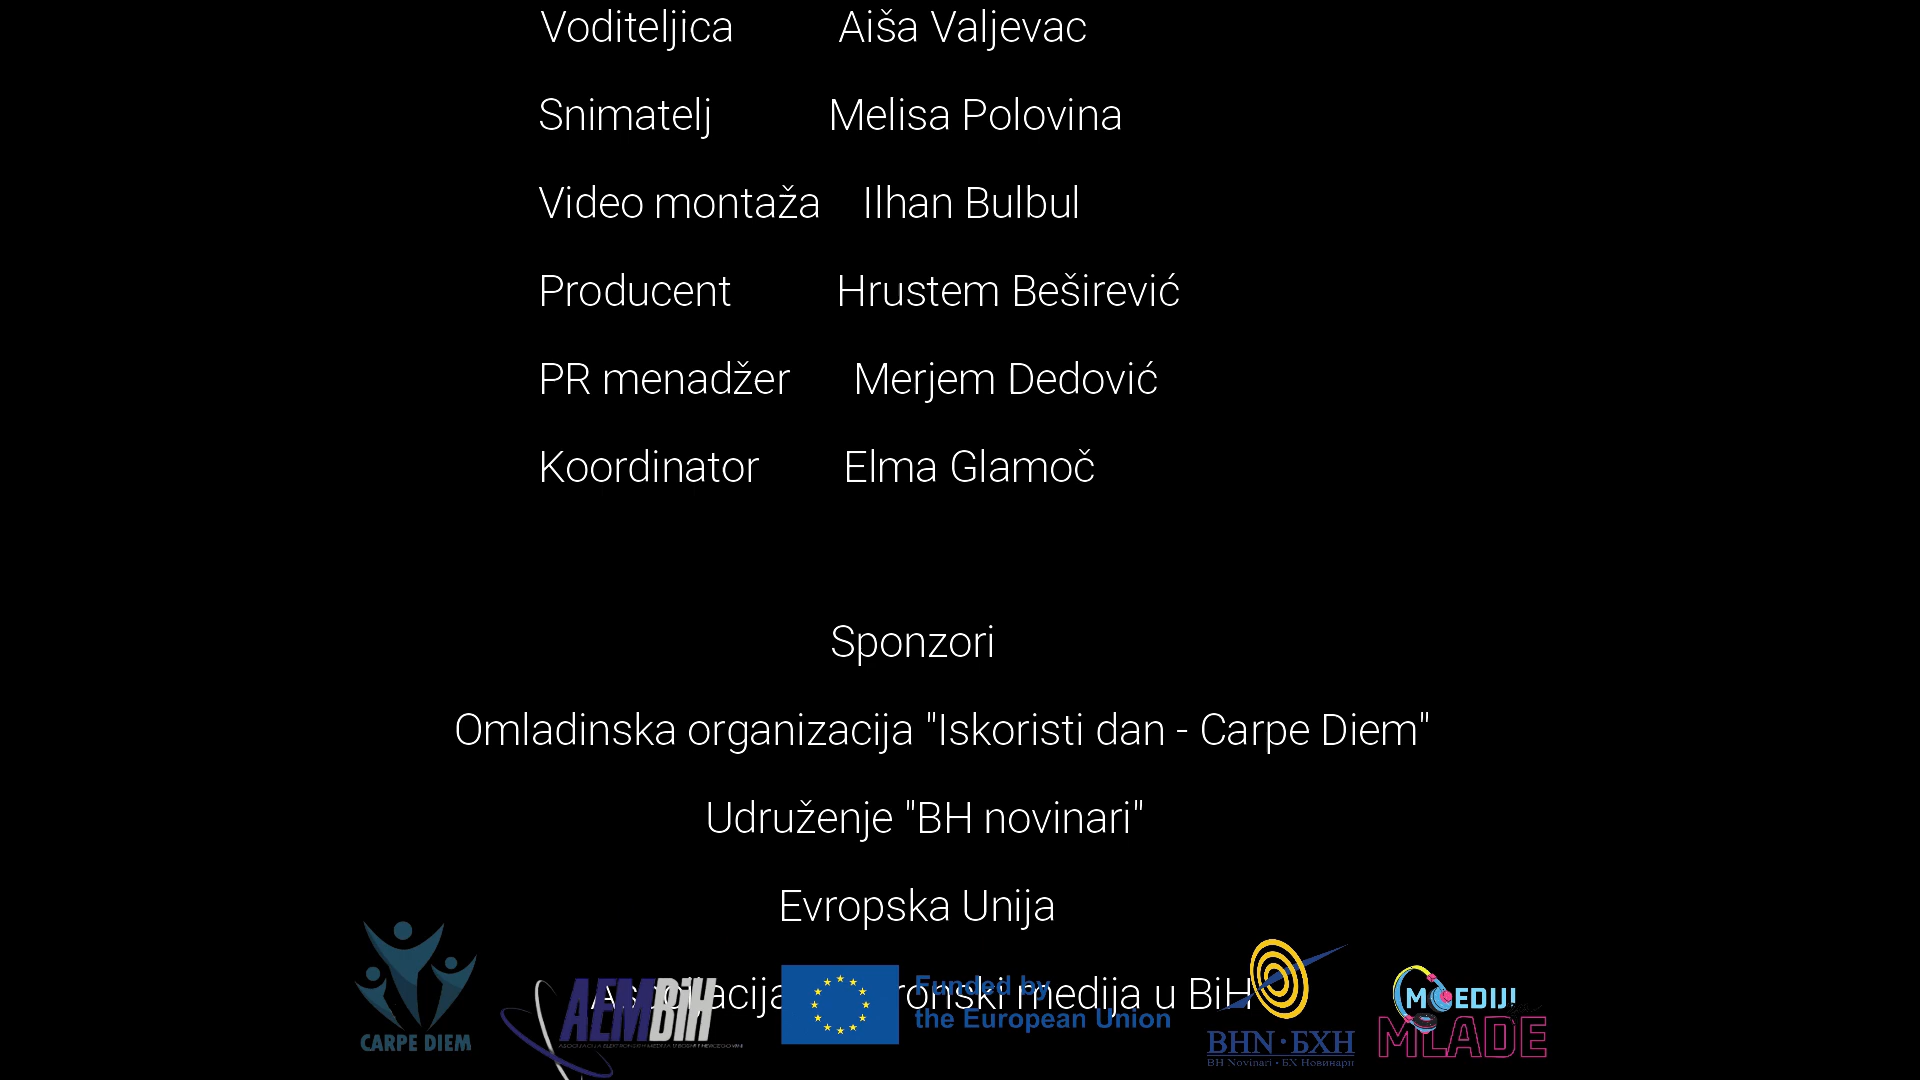 Voditeljica Aiša Valjevac
Snimatelj Melisa Polovina
Video montaža Ilhan Bulbul
Producent Hrustem Beširević
PR menadžer Merjem Dedović
Koordinator Elma Glamoč
Sponzori
Omladinska organizacija "Iskoristi dan - Carpe Diem"
Udruženje "BH novinari"
Evropska Unija
medija u BiH
CARPE DIEM
AEMBIH
Funded by
the European Union
BHN·БХН
BH Novinari · БХ Новинари
MEDIJI
MLADE